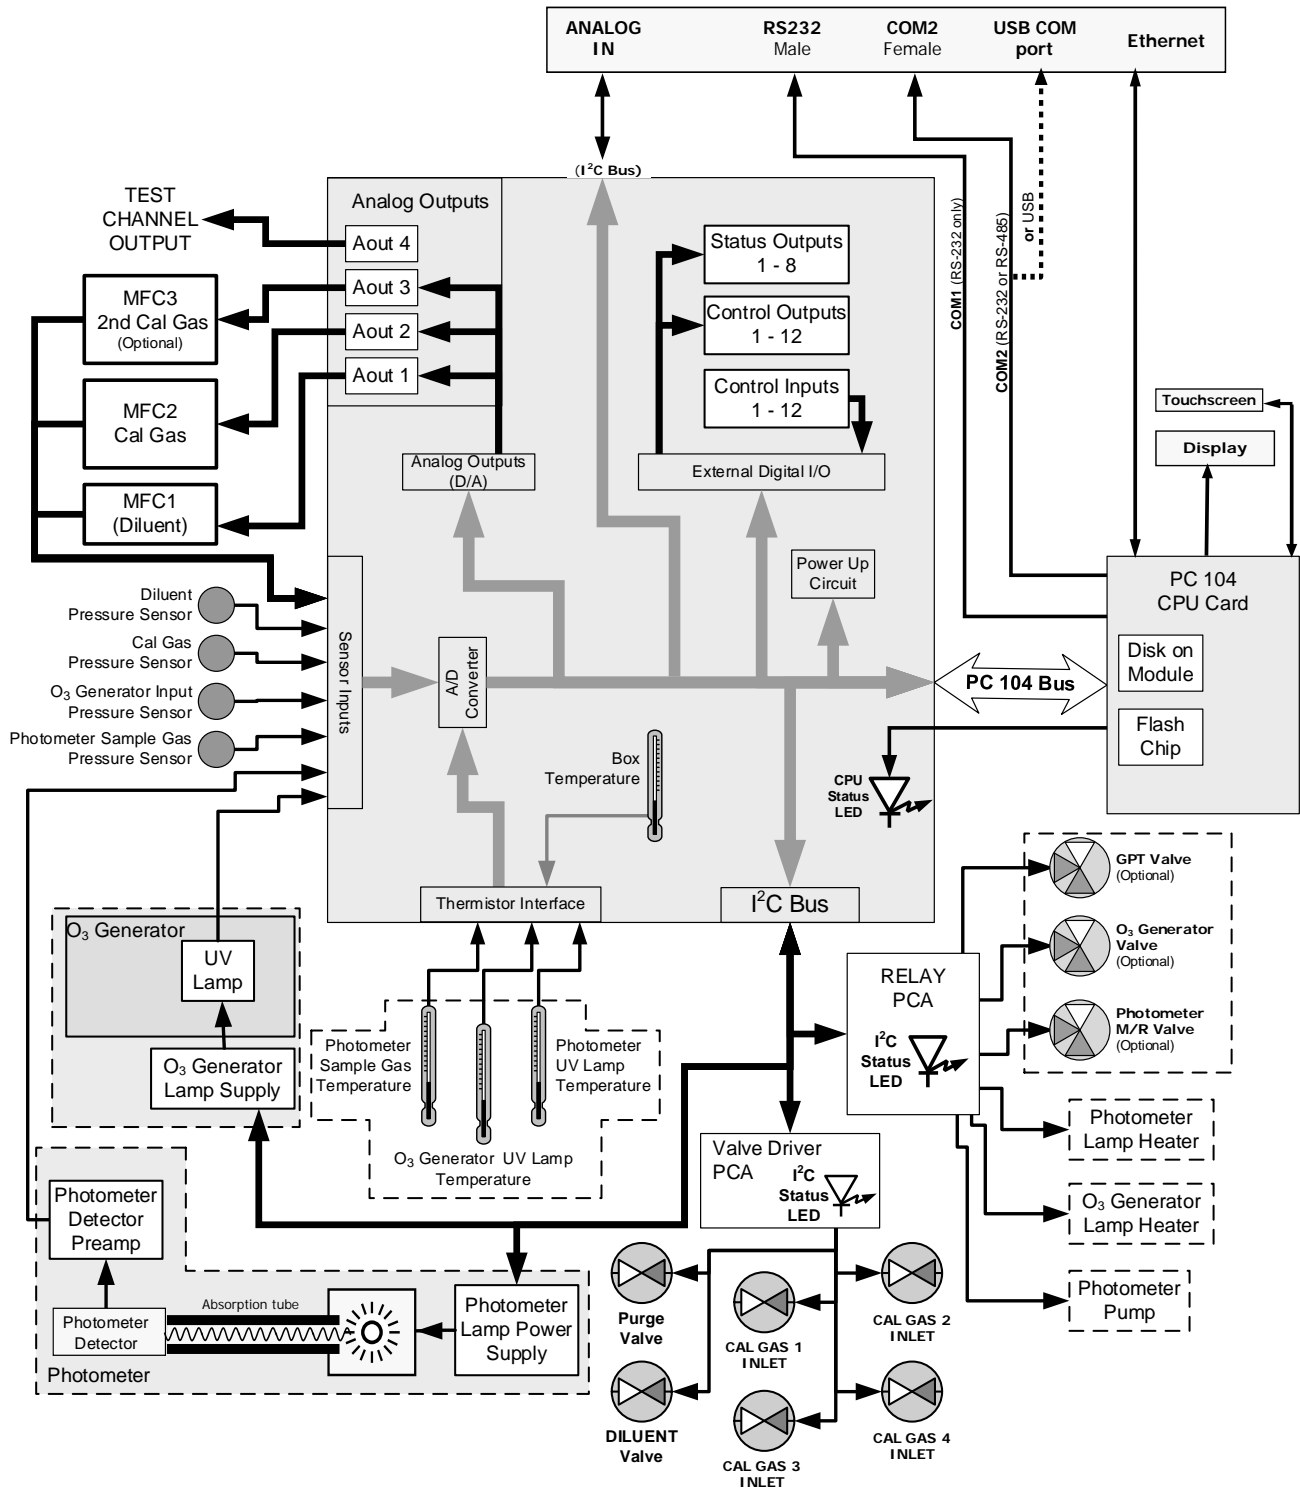 ANALOG
IN
RS232
Male
COM2
Female
USB COM
port
Ethernet
(I²C Bus)
TEST
CHANNEL
OUTPUT
Analog Outputs
Aout 4
Aout 3
Aout 2
Aout 1
MFC3
2nd Cal Gas
(Optional)
MFC2
Cal Gas
MFC1
(Diluent)
Status Outputs
1 - 8
Control Outputs
1 - 12
Control Inputs
1 - 12
COM1 (RS-232 only)
COM2 (RS-232 or RS-485)
or USB
Touchscreen
Display
Analog Outputs
(D/A)
External Digital I/O
Power Up
Circuit
PC 104
CPU Card
Disk on
Module
Flash
Chip
PC 104 Bus
Diluent
Pressure Sensor
Cal Gas
Pressure Sensor
O₃ Generator Input
Pressure Sensor
Photometer Sample Gas
Pressure Sensor
Sensor Inputs
A/D
Converter
Box
Temperature
CPU
Status
LED
Thermistor Interface
I²C Bus
O₃ Generator
UV
Lamp
O₃ Generator
Lamp Supply
Photometer
Sample Gas
Temperature
Photometer
UV Lamp
Temperature
O₃ Generator UV Lamp
Temperature
RELAY
PCA
I²C
Status
LED
GPT Valve
(Optional)
O₃ Generator
Valve
(Optional)
Photometer
M/R Valve
(Optional)
Photometer
Lamp Heater
O₃ Generator
Lamp Heater
Photometer
Pump
Valve Driver
PCA
I²C
Status
LED
Photometer
Detector
Preamp
Photometer
Detector
Absorption tube
Photometer
Lamp Power
Supply
Photometer
Purge
Valve
CAL GAS 1
INLET
CAL GAS 2
INLET
DILUENT
Valve
CAL GAS 3
INLET
CAL GAS 4
INLET